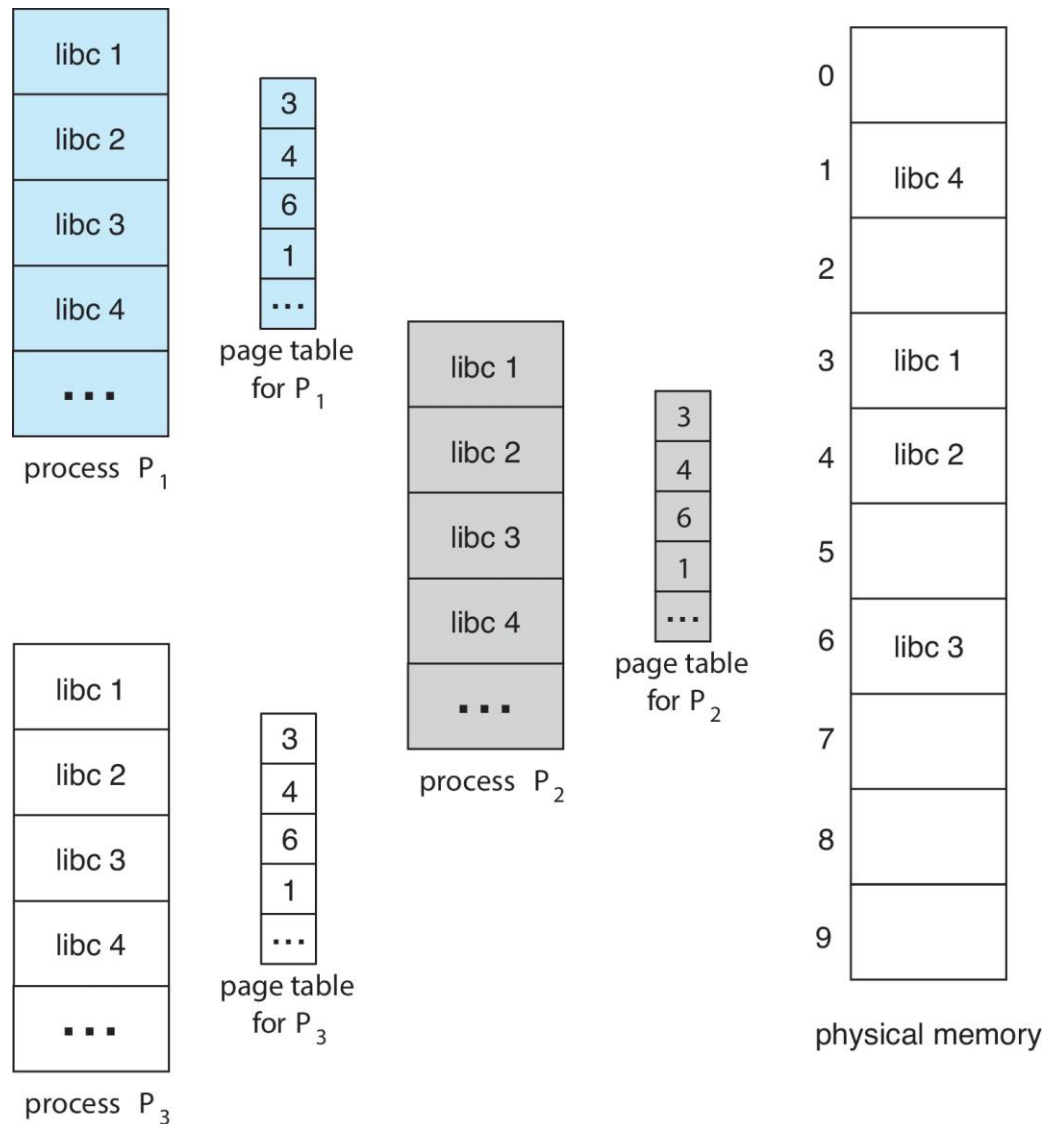 libc 1
libc 2
libc 3
libc 4
...
process P1
3
4
6
1
...
page table
for P1
libc 1
libc 2
libc 3
libc 4
...
process P2
3
4
6
1
...
page table
for P2
libc 1
libc 2
libc 3
libc 4
...
process P3
3
4
6
1
...
page table
for P3
0
1 libc 4
2
3 libc 1
4 libc 2
5
6 libc 3
7
8
9
physical memory